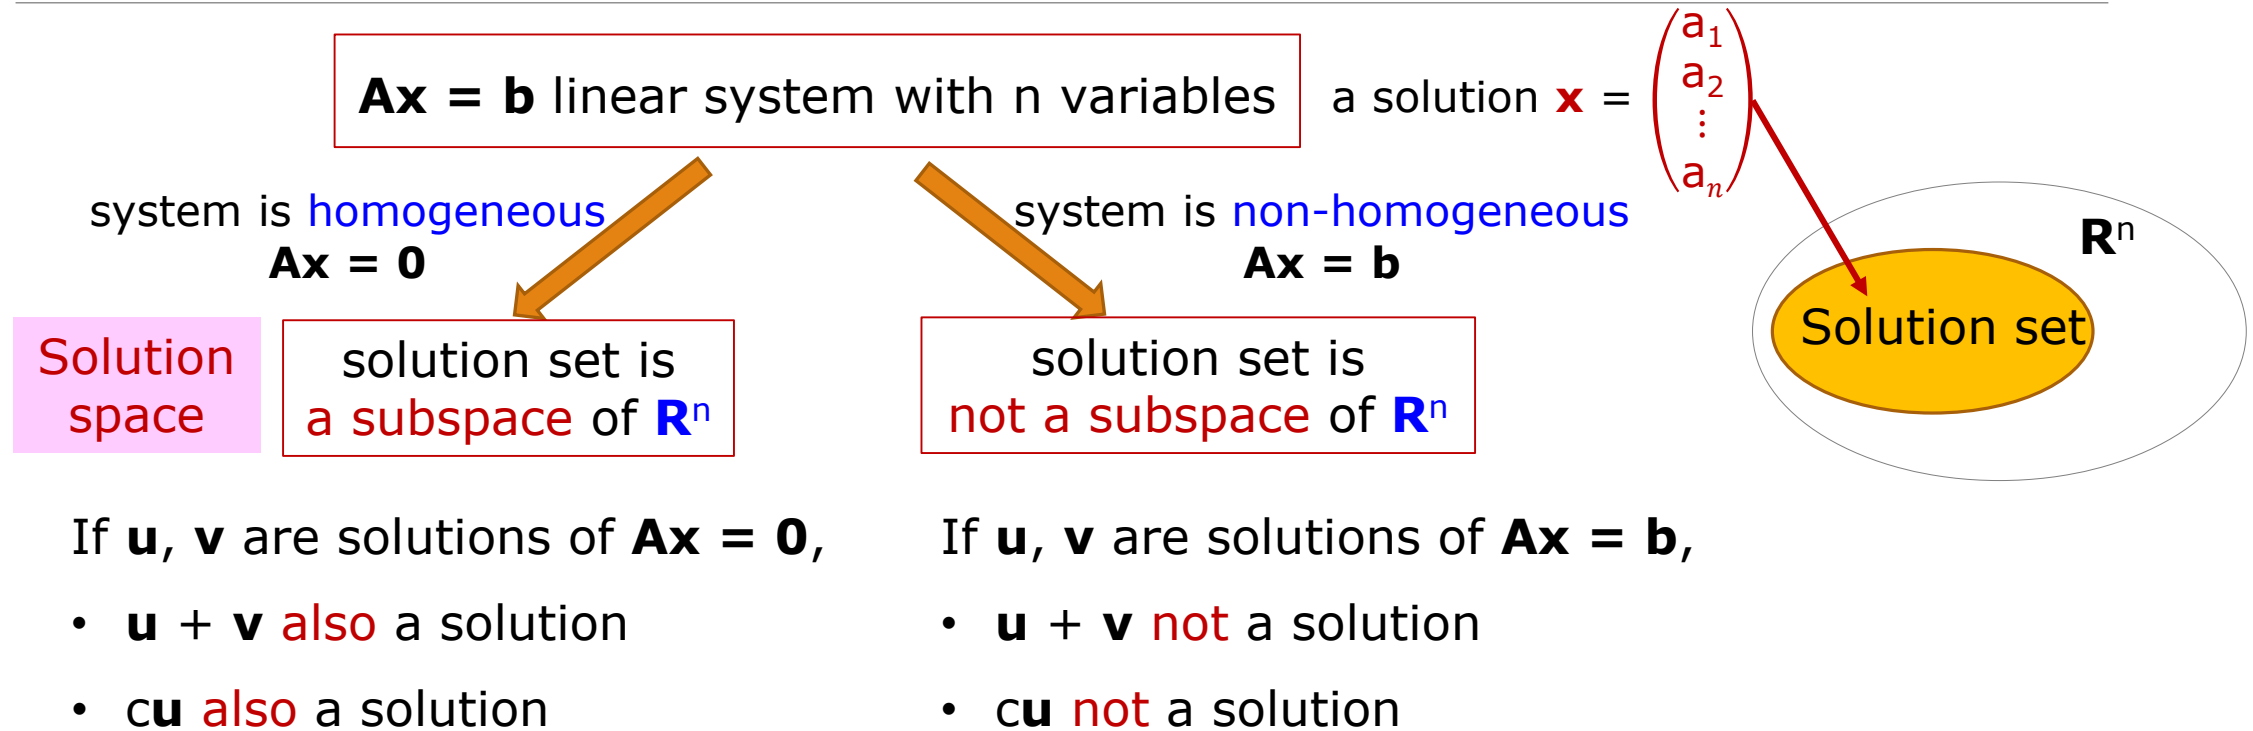 Ax = b linear system with n variables
a solution x =
a₁
a₂
⋮
aₙ
system is homogeneous
Ax = 0
system is non-homogeneous
Ax = b
Rⁿ
Solution set
Solution
space
solution set is
a subspace of Rⁿ
solution set is
not a subspace of Rⁿ
If u, v are solutions of Ax = 0,
• u + v also a solution
• cu also a solution
If u, v are solutions of Ax = b,
• u + v not a solution
• cu not a solution